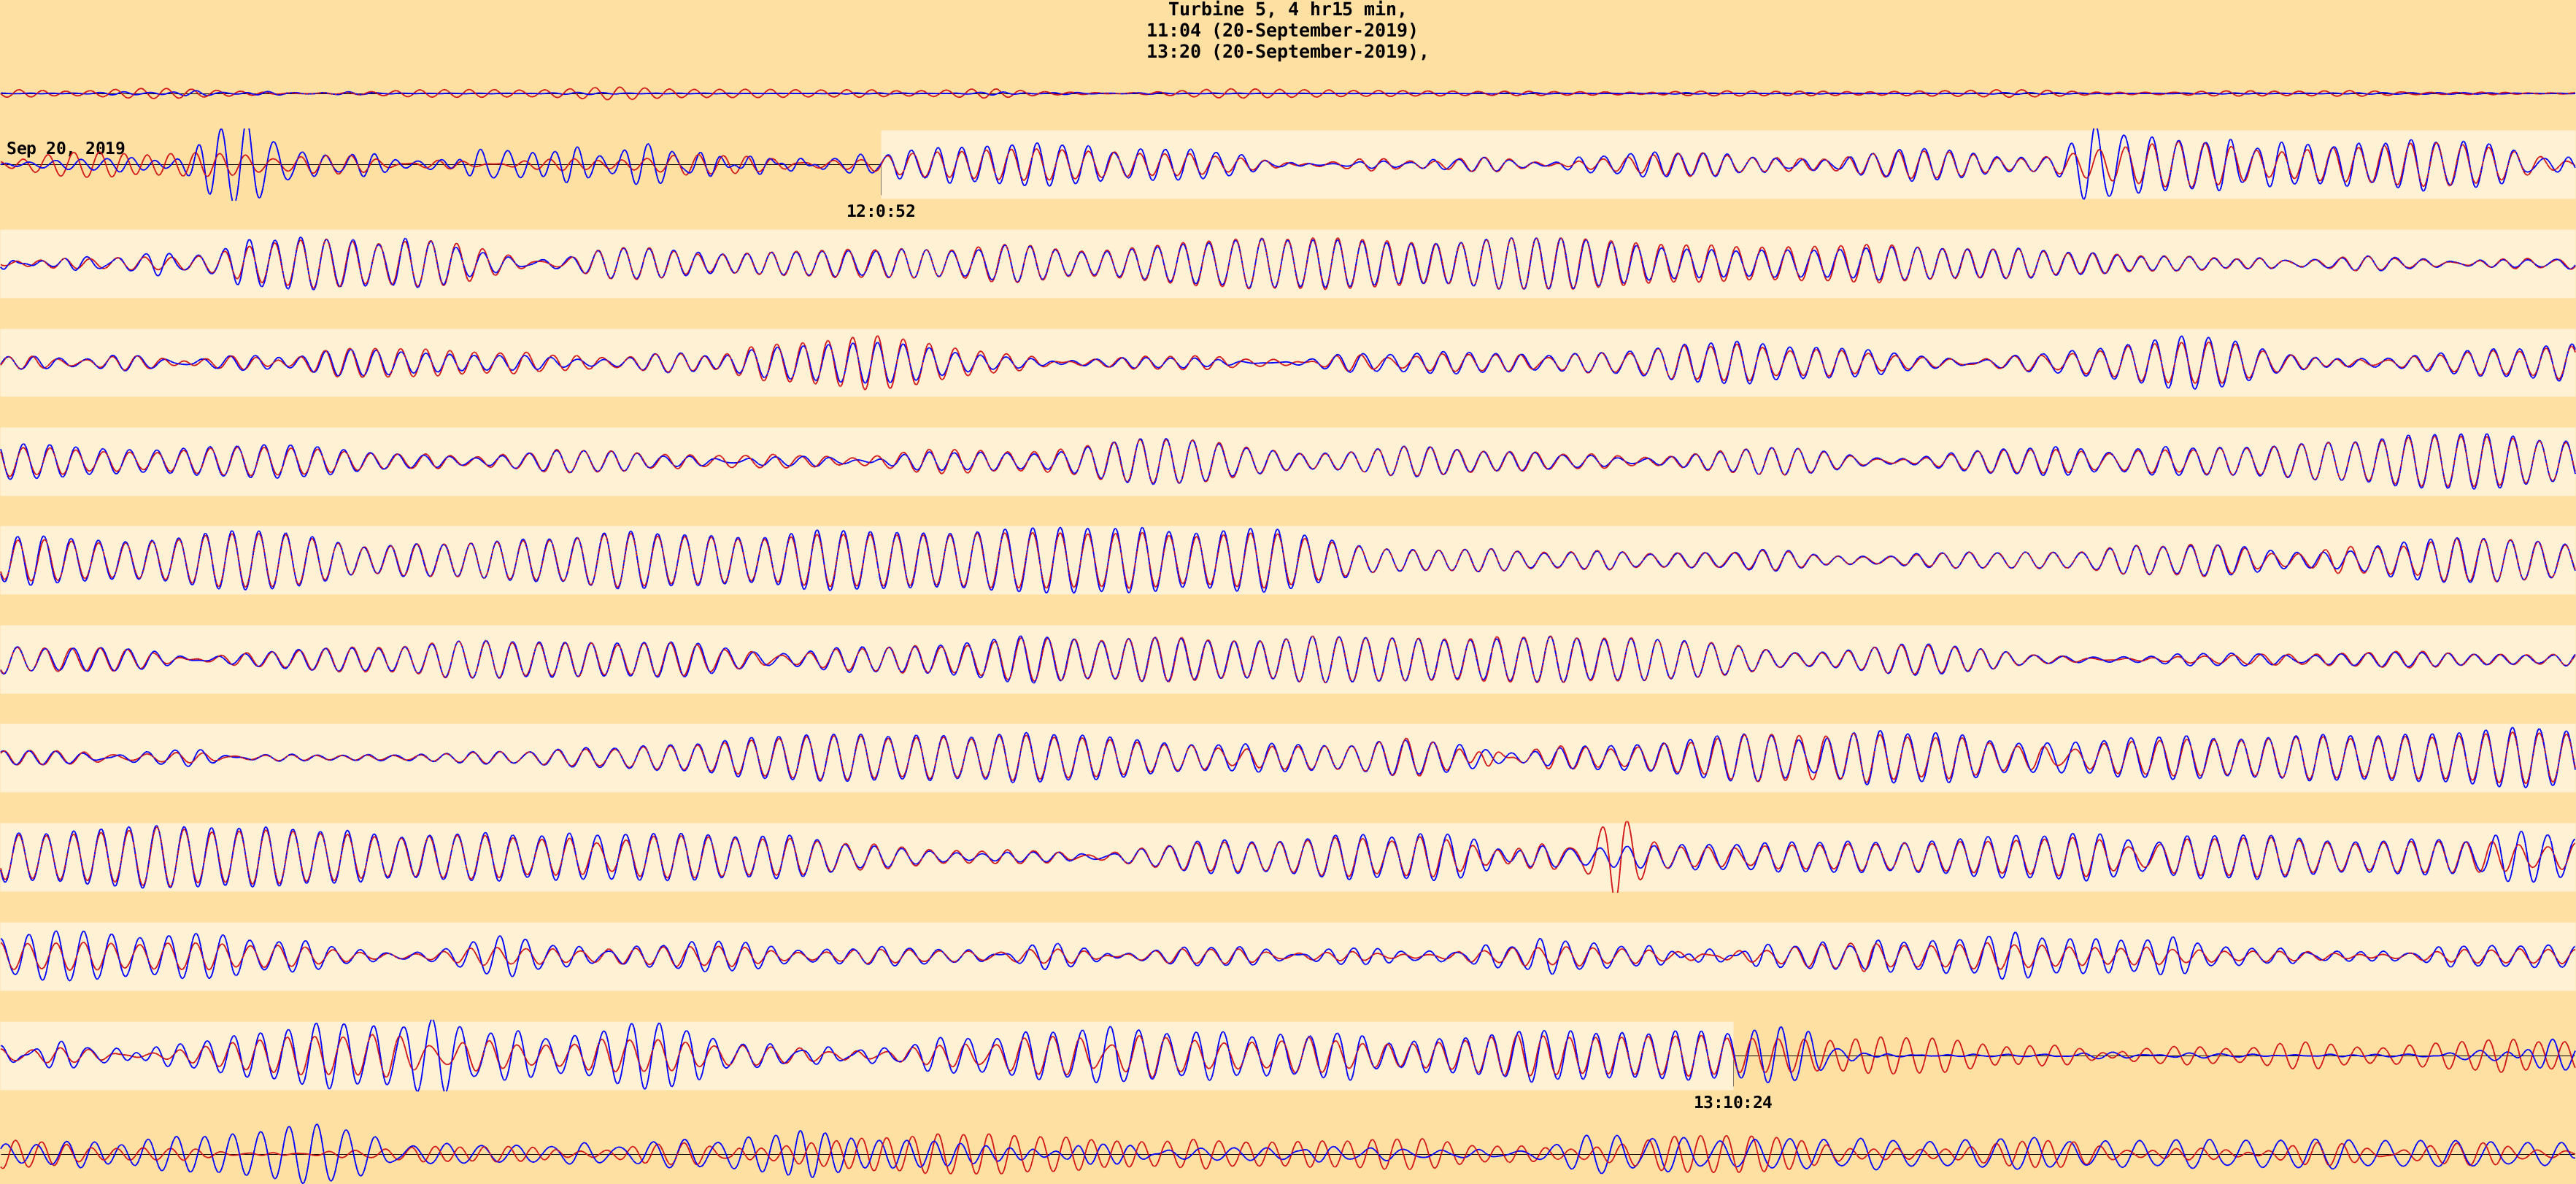 Turbine 5, 4 hr15 min,
11:04 (20-September-2019)
13:20 (20-September-2019),
Sep 20, 2019
12:0:52
13:10:24